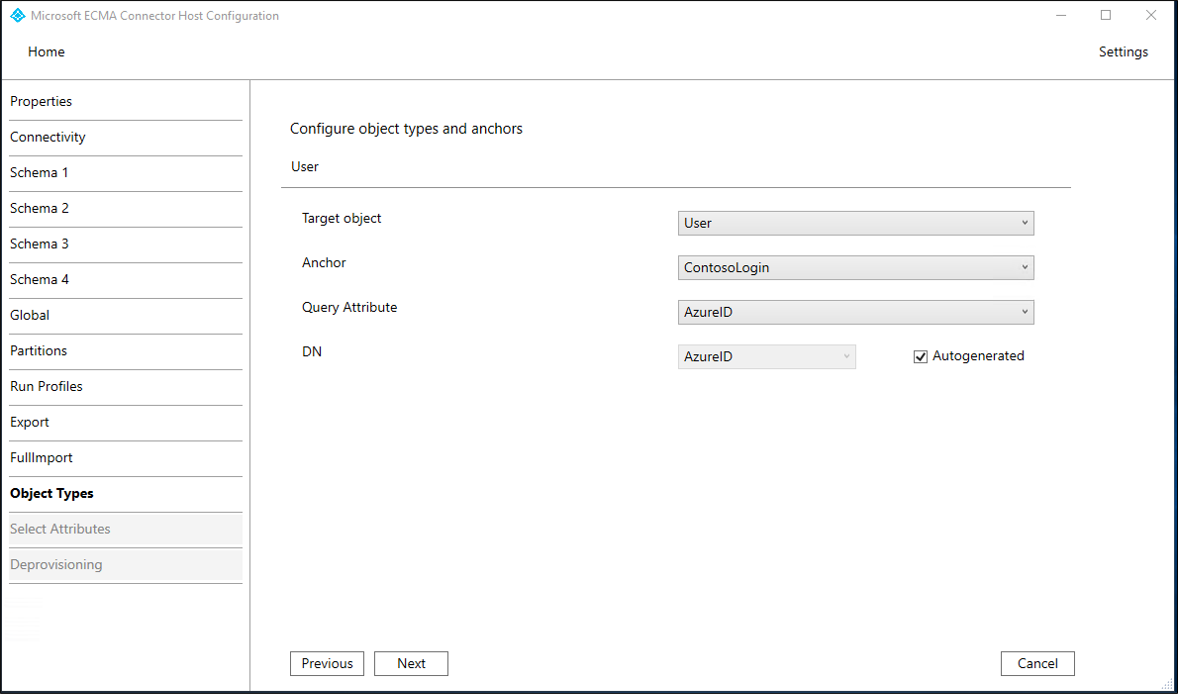 Microsoft ECMA Connector Host Configuration
Home
Settings
Properties
Connectivity
Schema 1
Schema 2
Schema 3
Schema 4
Global
Partitions
Run Profiles
Export
FullImport
Object Types
Select Attributes
Deprovisioning
Configure object types and anchors
User
Target object
User
Anchor
ContosoLogin
Query Attribute
AzureID
DN
AzureID
Autogenerated
Previous
Next
Cancel